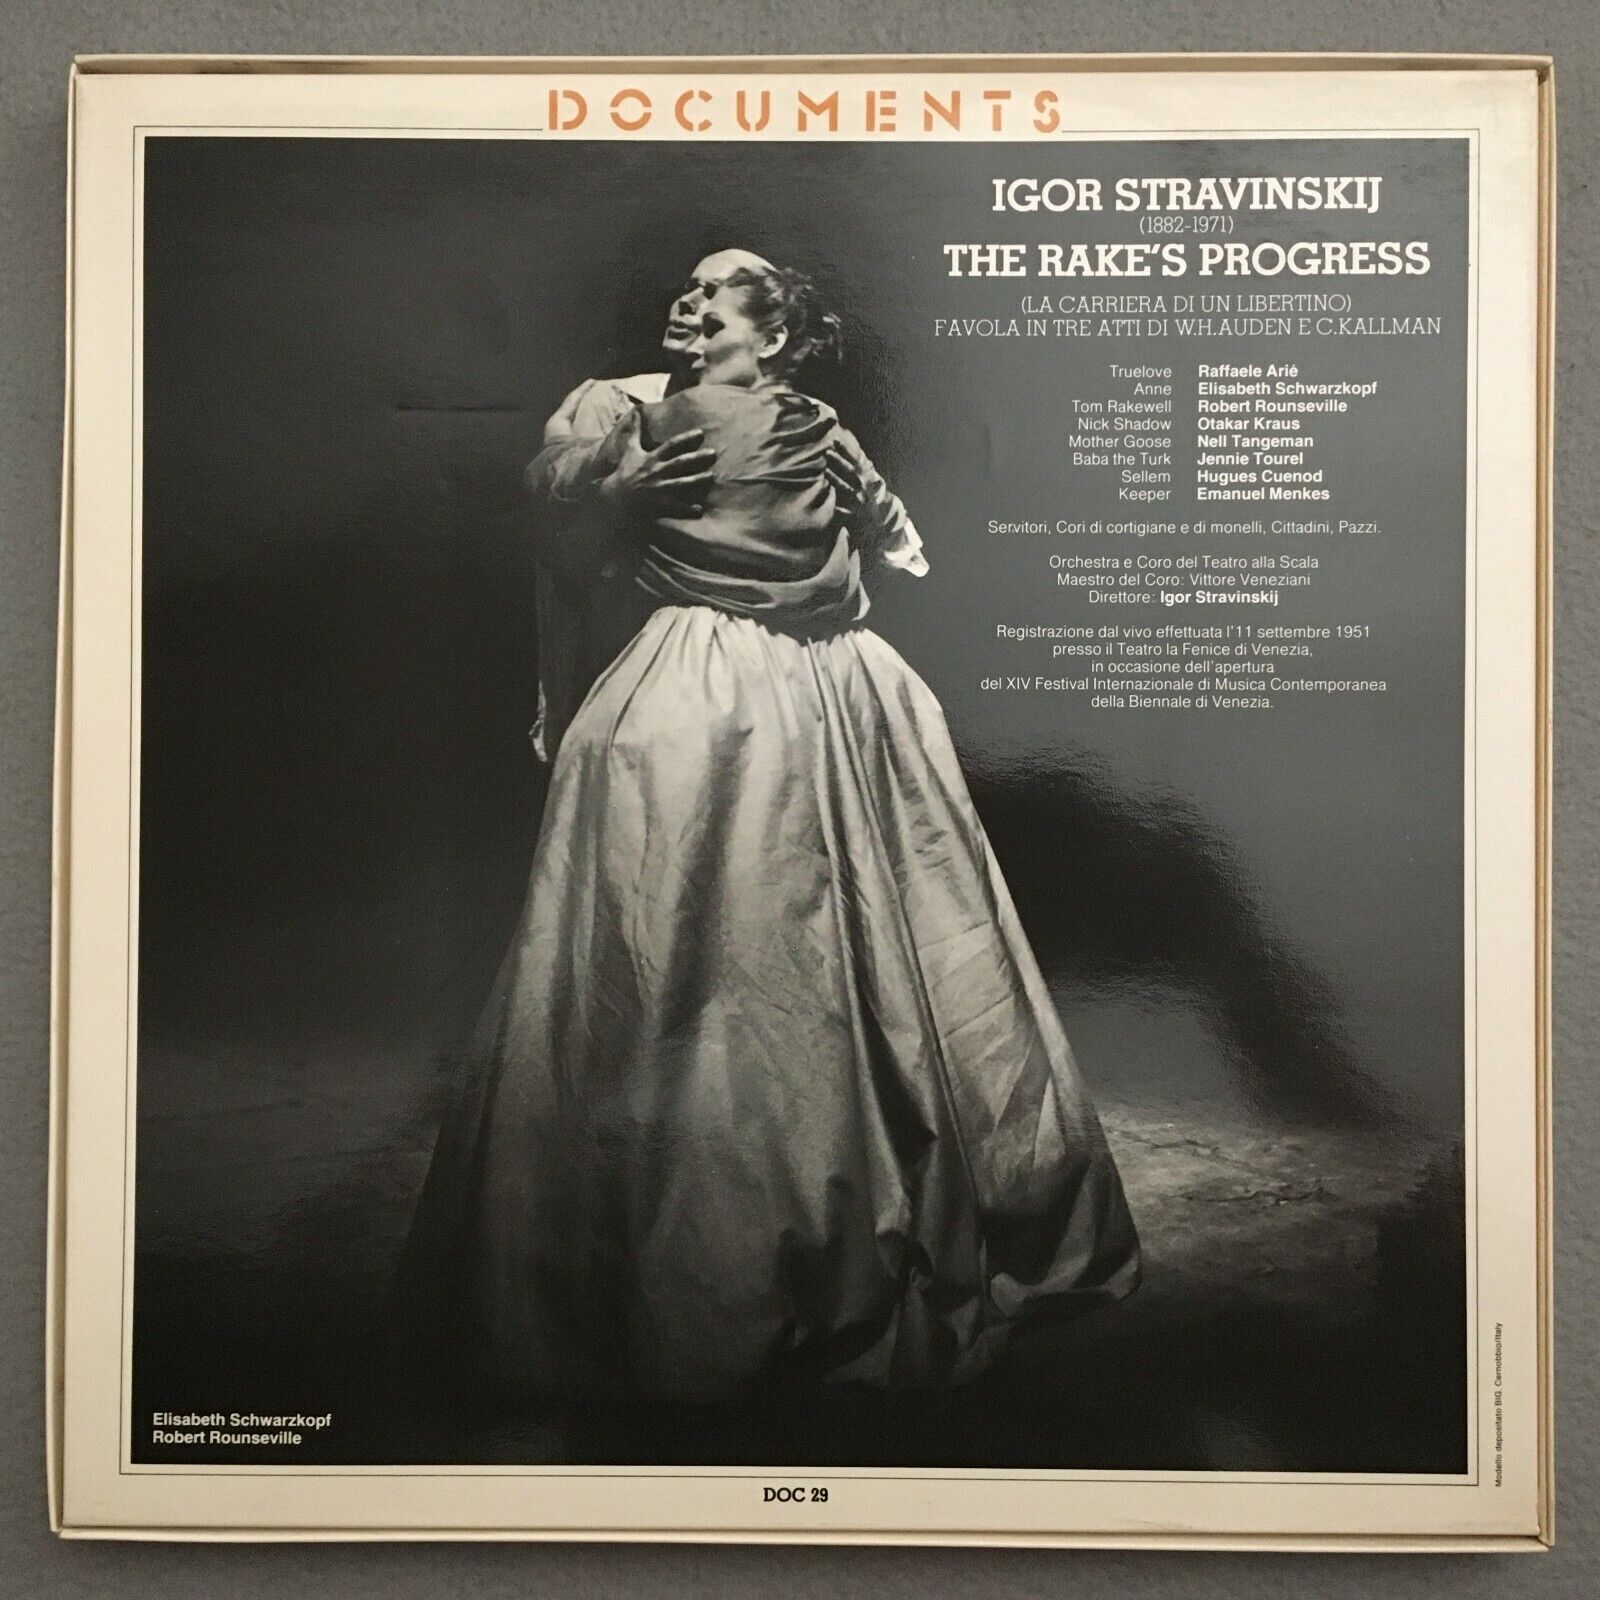 DOCUMENTS
IGOR STRAVINSKIJ
(1882-1971)
THE RAKE'S PROGRESS
(LA CARRIERA DI UN LIBERTINO)
FAVOLA IN TRE ATTI DI W.H.AUDEN E C.KALLMAN
Truelove Raffaele Arié
Anne Elisabeth Schwarzkopf
Tom Rakewell Robert Rounseville
Nick Shadow Otakar Kraus
Mother Goose Nell Tangeman
Baba the Turk Jennie Tourel
Sellem Hugues Cuenod
Keeper Emanuel Menkes
Servitori, Cori di cortigiane e di monelli, Cittadini, Pazzi.
Orchestra e Coro del Teatro alla Scala
Maestro del Coro: Vittore Veneziani
Direttore: Igor Stravinskij
Registrazione dal vivo effettuata l'11 settembre 1951
presso il Teatro la Fenice di Venezia,
in occasione dell'apertura
del XIV Festival Internazionale di Musica Contemporanea
della Biennale di Venezia.
Elisabeth Schwarzkopf
Robert Rounseville
DOC 29
Modello depositato BIG. Cernobbio/Italy